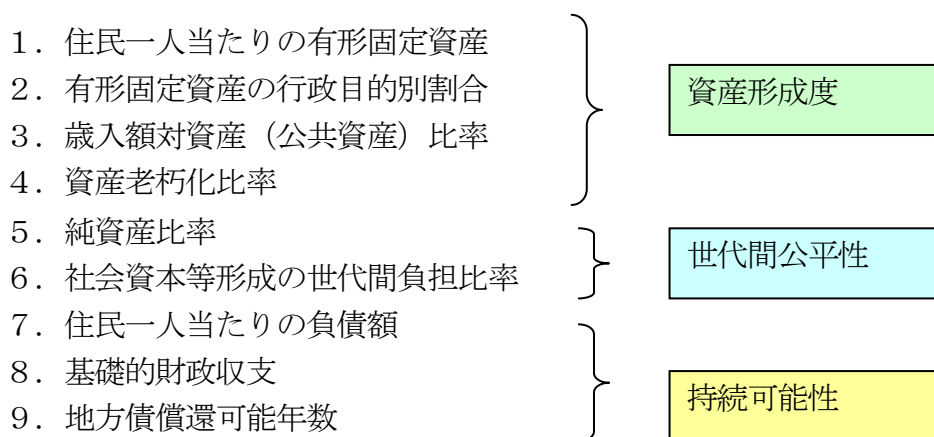 １．住民一人当たりの有形固定資産
２．有形固定資産の行政目的別割合
３．歳入額対資産（公共資産）比率
４．資産老朽化比率
資産形成度
５．純資産比率
６．社会資本等形成の世代間負担比率
世代間公平性
７．住民一人当たりの負債額
８．基礎的財政収支
９．地方債償還可能年数
持続可能性